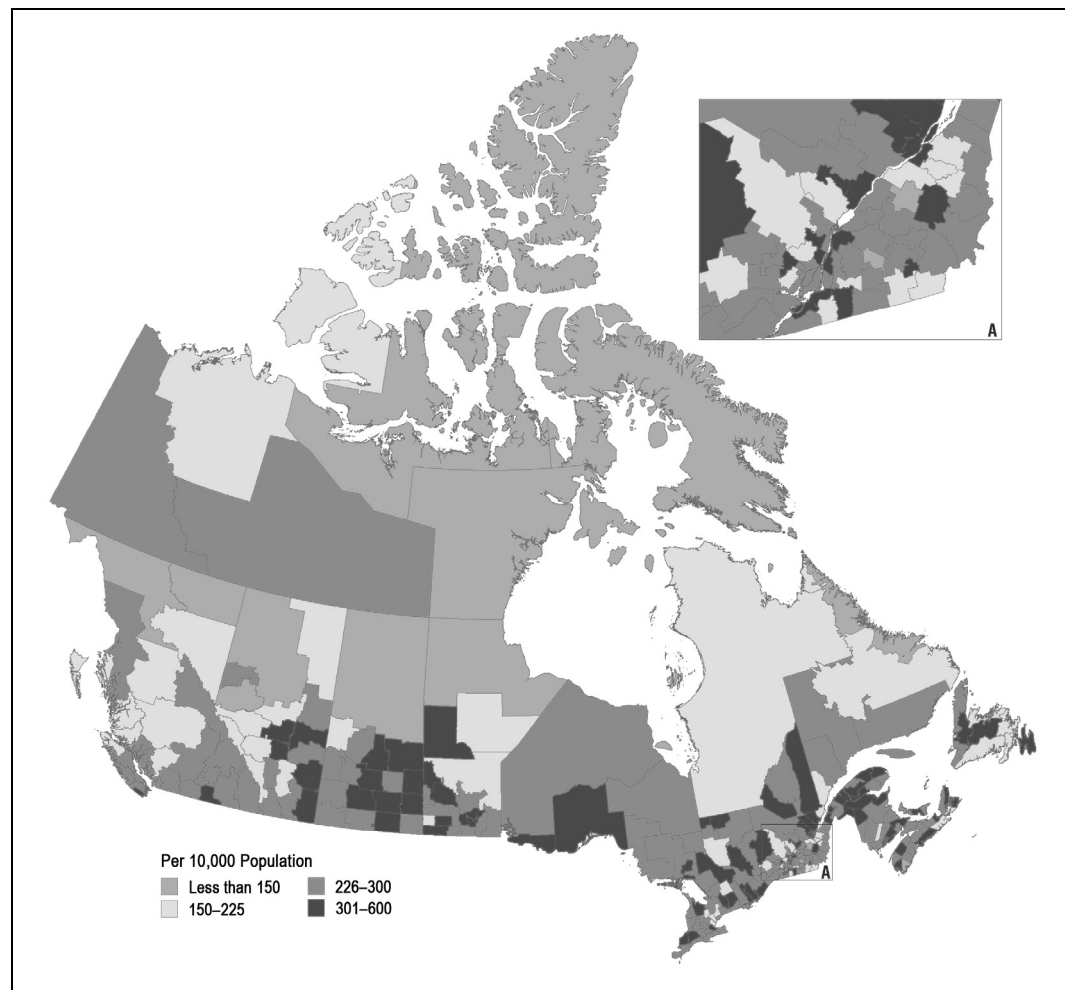 A
A
Per 10,000 Population
Less than 150
226–300
150–225
301–600